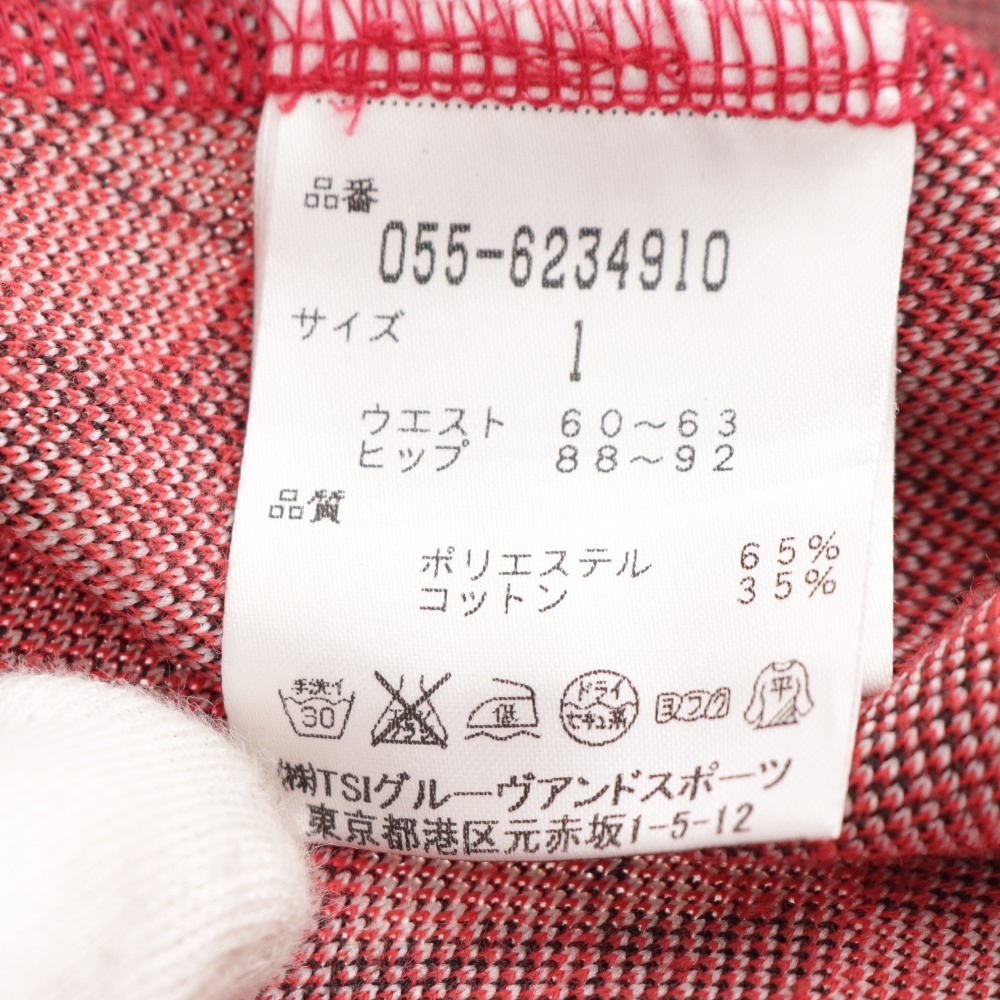 品番
055-6234910
サイズ 1
ウエスト 60～63
ヒップ 88～92
品質
ポリエステル 65%
コットン 35%
手洗イ 30 低 ドライ セキユ系 ヨワク 平
(株)TSIグルーヴアンドスポーツ
東京都港区元赤坂1-5-12